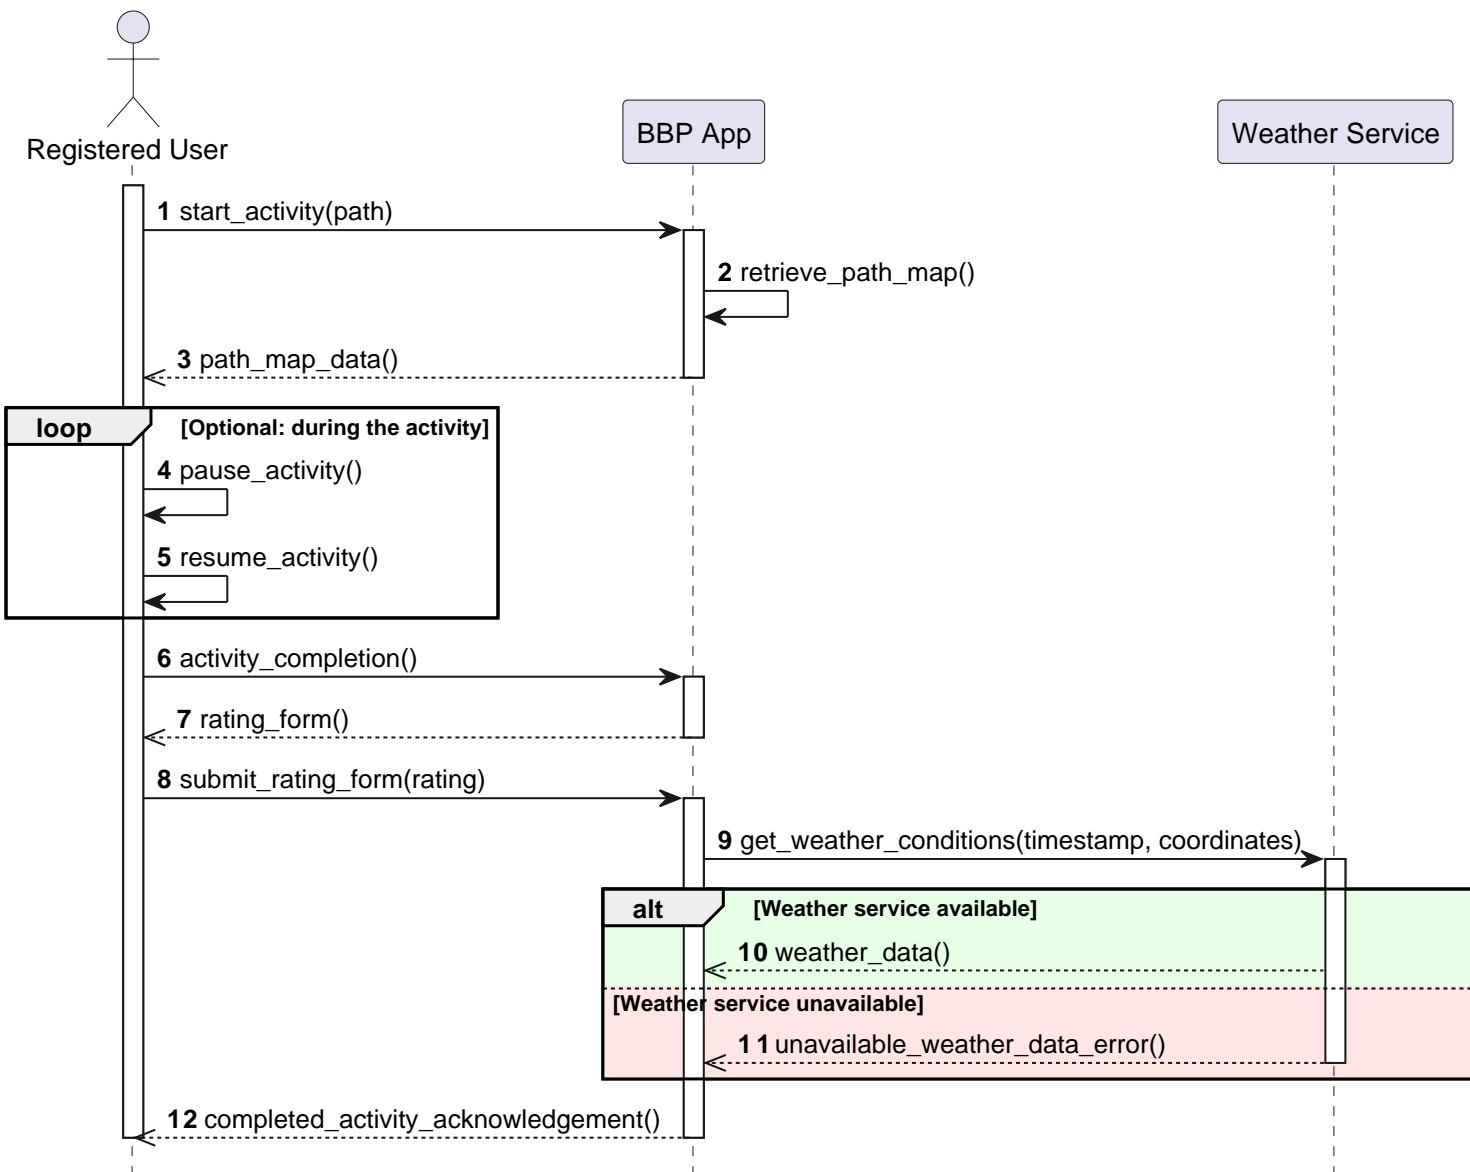 Registered User
BBP App
Weather Service
1 start_activity(path)
2 retrieve_path_map()
3 path_map_data()
loop [Optional: during the activity]
4 pause_activity()
5 resume_activity()
6 activity_completion()
7 rating_form()
8 submit_rating_form(rating)
9 get_weather_conditions(timestamp, coordinates)
alt [Weather service available]
10 weather_data()
[Weather service unavailable]
11 unavailable_weather_data_error()
12 completed_activity_acknowledgement()